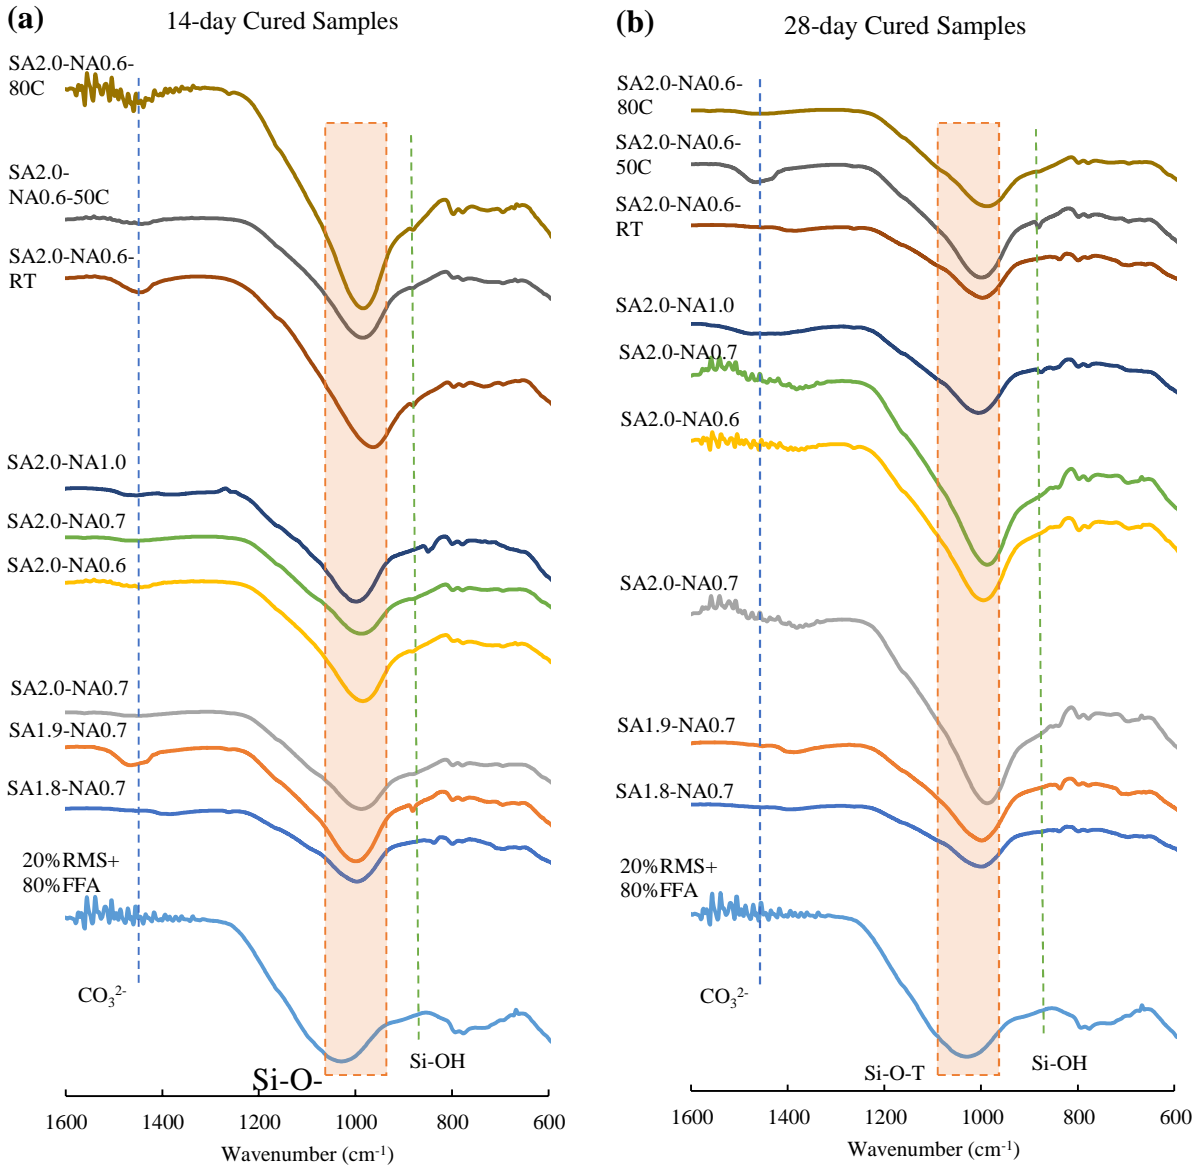 (a)
14-day Cured Samples
SA2.0-NA0.6-
80C
SA2.0-
NA0.6-50C
SA2.0-NA0.6-
RT
SA2.0-NA1.0
SA2.0-NA0.7
SA2.0-NA0.6
SA2.0-NA0.7
SA1.9-NA0.7
SA1.8-NA0.7
20%RMS+
80%FFA
CO₃²⁻
Si-OH
Si-O-
1600 1400 1200 1000 800 600
Wavenumber (cm⁻¹)
(b)
28-day Cured Samples
SA2.0-NA0.6-
80C
SA2.0-NA0.6-
50C
SA2.0-NA0.6-
RT
SA2.0-NA1.0
SA2.0-NA0.7
SA2.0-NA0.6
SA2.0-NA0.7
SA1.9-NA0.7
SA1.8-NA0.7
20%RMS+
80%FFA
CO₃²⁻
Si-O-T
Si-OH
1600 1400 1200 1000 800 600
Wavenumber (cm⁻¹)